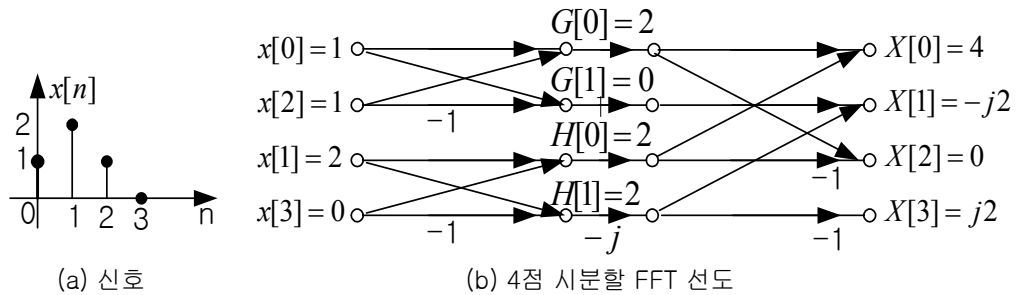 x[n]
2
1
0
1
2
3
n
(a) 신호
x[0] = 1
x[2] = 1
x[1] = 2
x[3] = 0
-1
-1
G[0] = 2
G[1] = 0
H[0] = 2
H[1] = 2
-j
-1
-1
X[0] = 4
X[1] = -j2
X[2] = 0
X[3] = j2
(b) 4점 시분할 FFT 선도